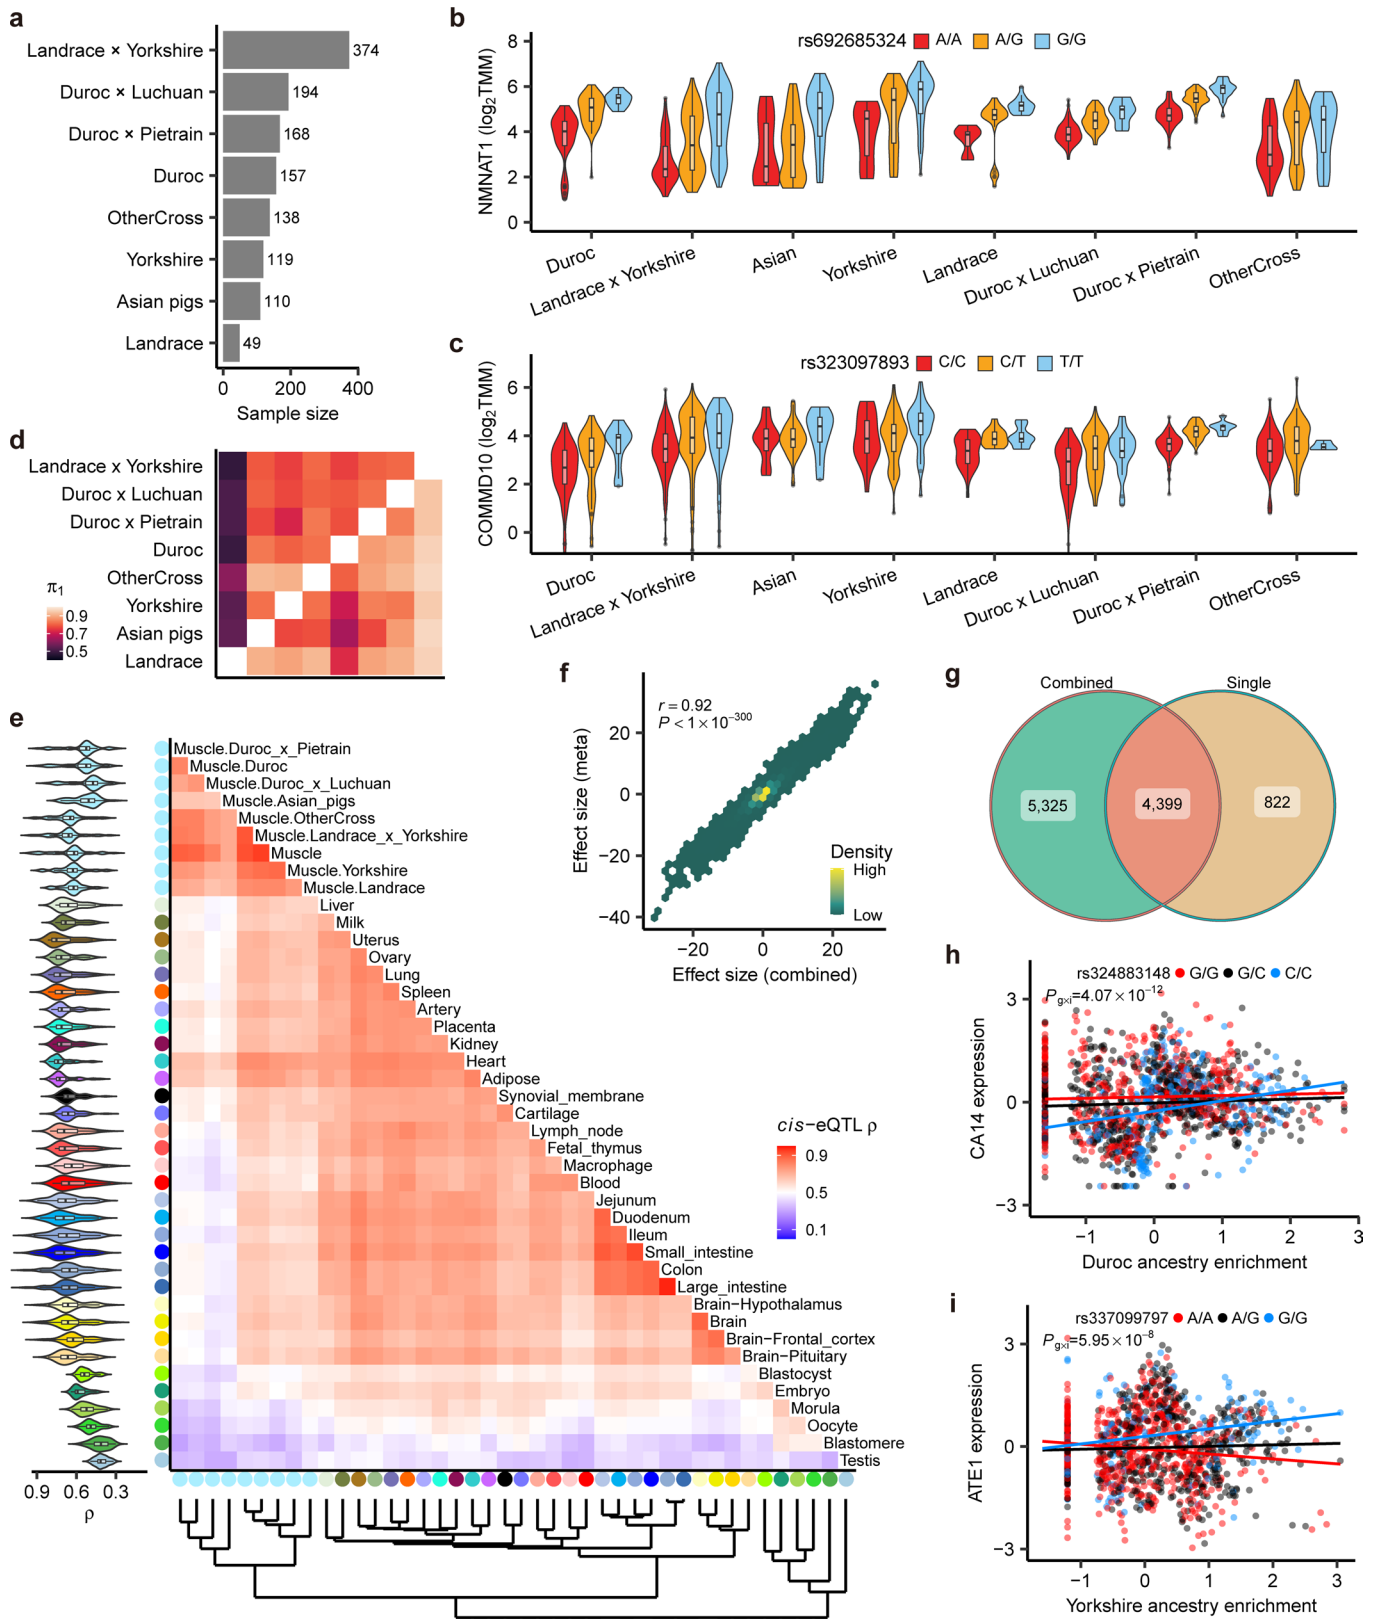 a
Landrace × Yorkshire 374
Duroc × Luchuan 194
Duroc × Pietrain 168
Duroc 157
OtherCross 138
Yorkshire 119
Asian pigs 110
Landrace 49
0 200 400
Sample size
b
rs692685324 A/A A/G G/G
NMNAT1 (log₂TMM)
8
6
4
2
0
Duroc
Landrace x Yorkshire
Asian
Yorkshire
Landrace
Duroc x Luchuan
Duroc x Pietrain
OtherCross
c
rs323097893 C/C C/T T/T
COMMD10 (log₂TMM)
6
4
2
0
Duroc
Landrace x Yorkshire
Asian
Yorkshire
Landrace
Duroc x Luchuan
Duroc x Pietrain
OtherCross
d
Landrace x Yorkshire
Duroc x Luchuan
Duroc x Pietrain
Duroc
OtherCross
Yorkshire
Asian pigs
Landrace
π₁
0.9
0.7
0.5
e
Muscle.Duroc_x_Pietrain
Muscle.Duroc
Muscle.Duroc_x_Luchuan
Muscle.Asian_pigs
Muscle.OtherCross
Muscle.Landrace_x_Yorkshire
Muscle
Muscle.Yorkshire
Muscle.Landrace
Liver
Milk
Uterus
Ovary
Lung
Spleen
Artery
Placenta
Kidney
Heart
Adipose
Synovial_membrane
Cartilage
Lymph_node
Fetal_thymus
Macrophage
Blood
Jejunum
Duodenum
Ileum
Small_intestine
Colon
Large_intestine
Brain−Hypothalamus
Brain
Brain−Frontal_cortex
Brain−Pituitary
Blastocyst
Embryo
Morula
Oocyte
Blastomere
Testis
0.9 0.6 0.3
ρ
cis−eQTL ρ
0.9
0.5
0.1
f
r = 0.92
P < 1 × 10⁻³⁰⁰
Effect size (meta)
20
0
−20
−40
Density
High
Low
−20 0 20
Effect size (combined)
g
Combined Single
5,325 4,399 822
h
rs324883148 G/G G/C C/C
P_g×i=4.07 × 10⁻¹²
CA14 expression
3
0
−3
−1 0 1 2 3
Duroc ancestry enrichment
i
rs337099797 A/A A/G G/G
P_g×i=5.95 × 10⁻⁸
ATE1 expression
3
0
−3
−1 0 1 2 3
Yorkshire ancestry enrichment